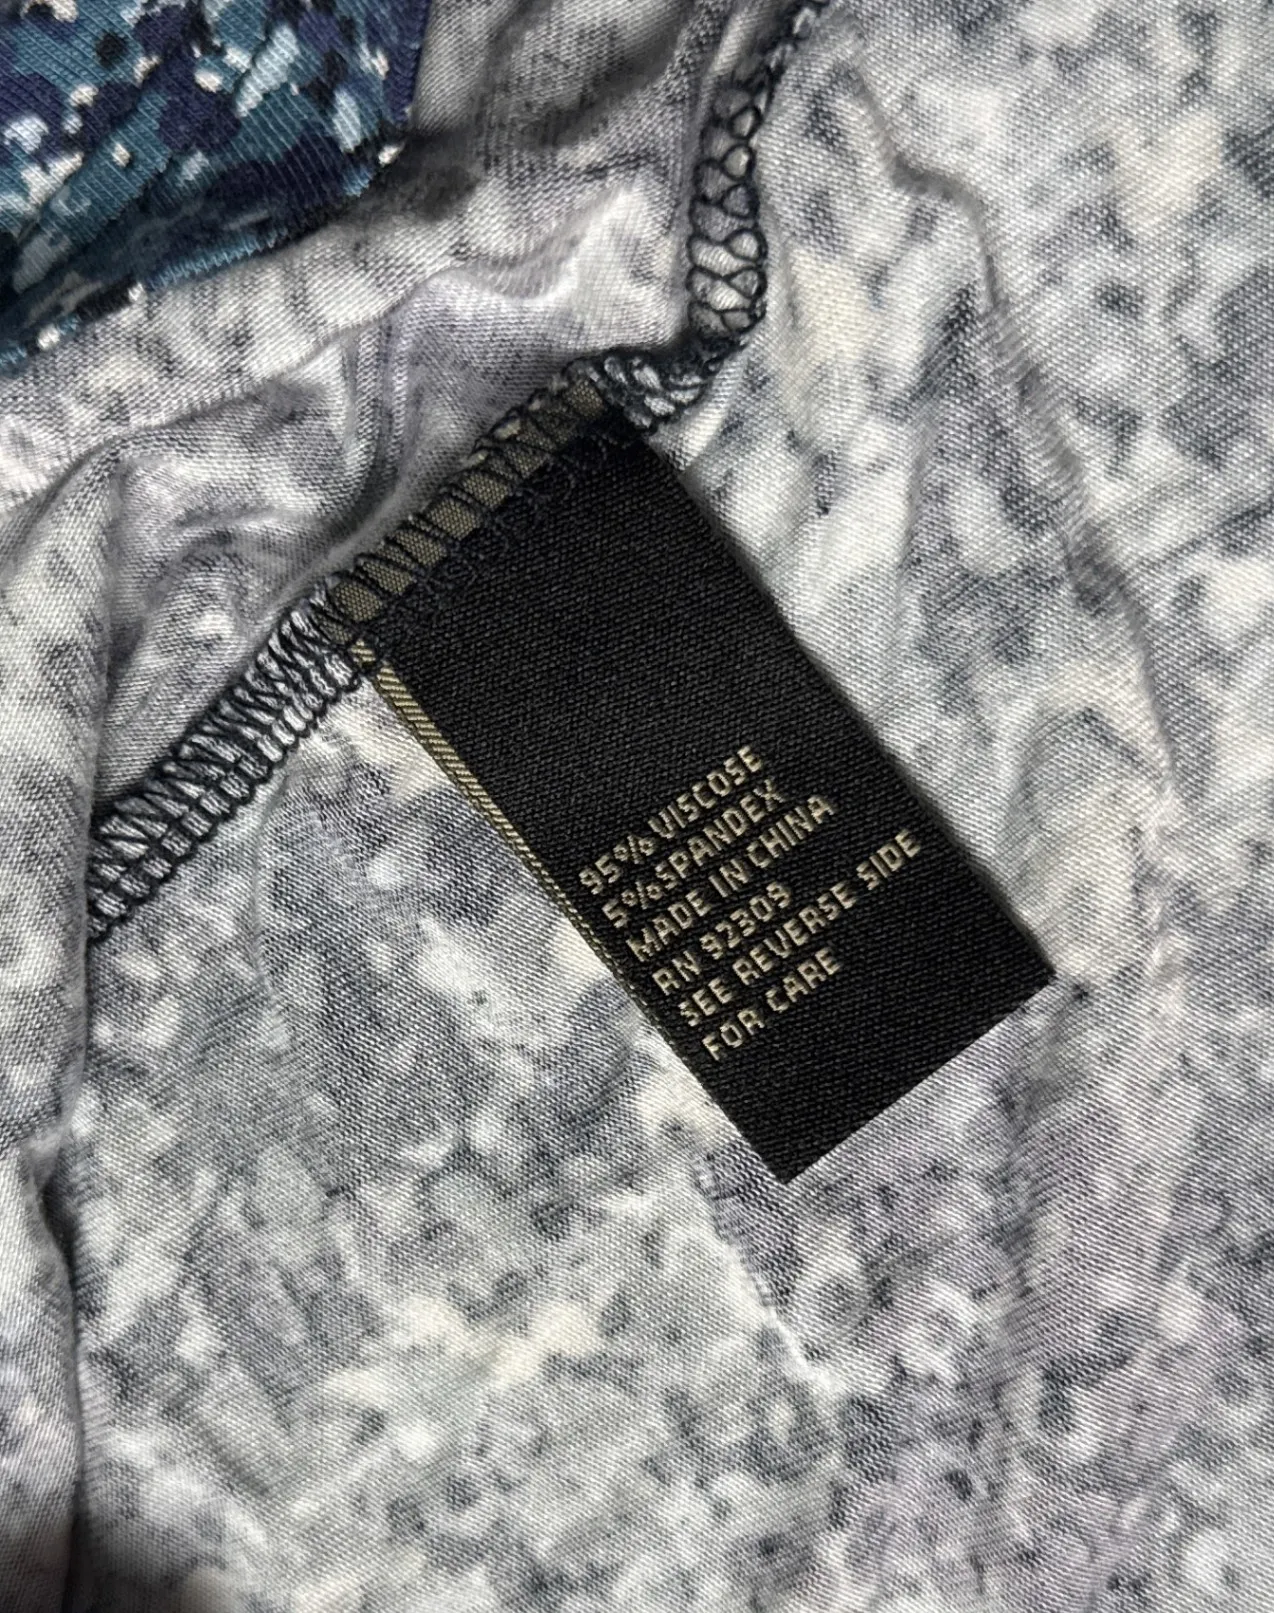 95% VISCOSE
5%SPANDEX
MADE IN CHINA
RN 92309
SEE REVERSE SIDE
FOR CARE